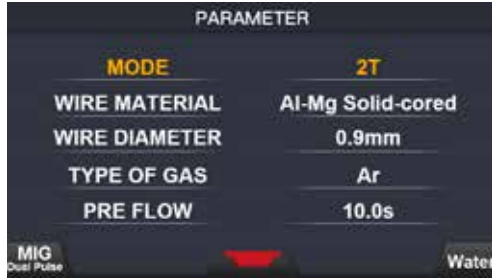 PARAMETER
MODE 2T
WIRE MATERIAL Al-Mg Solid-cored
WIRE DIAMETER 0.9mm
TYPE OF GAS Ar
PRE FLOW 10.0s
MIG Water
Dual Pulse